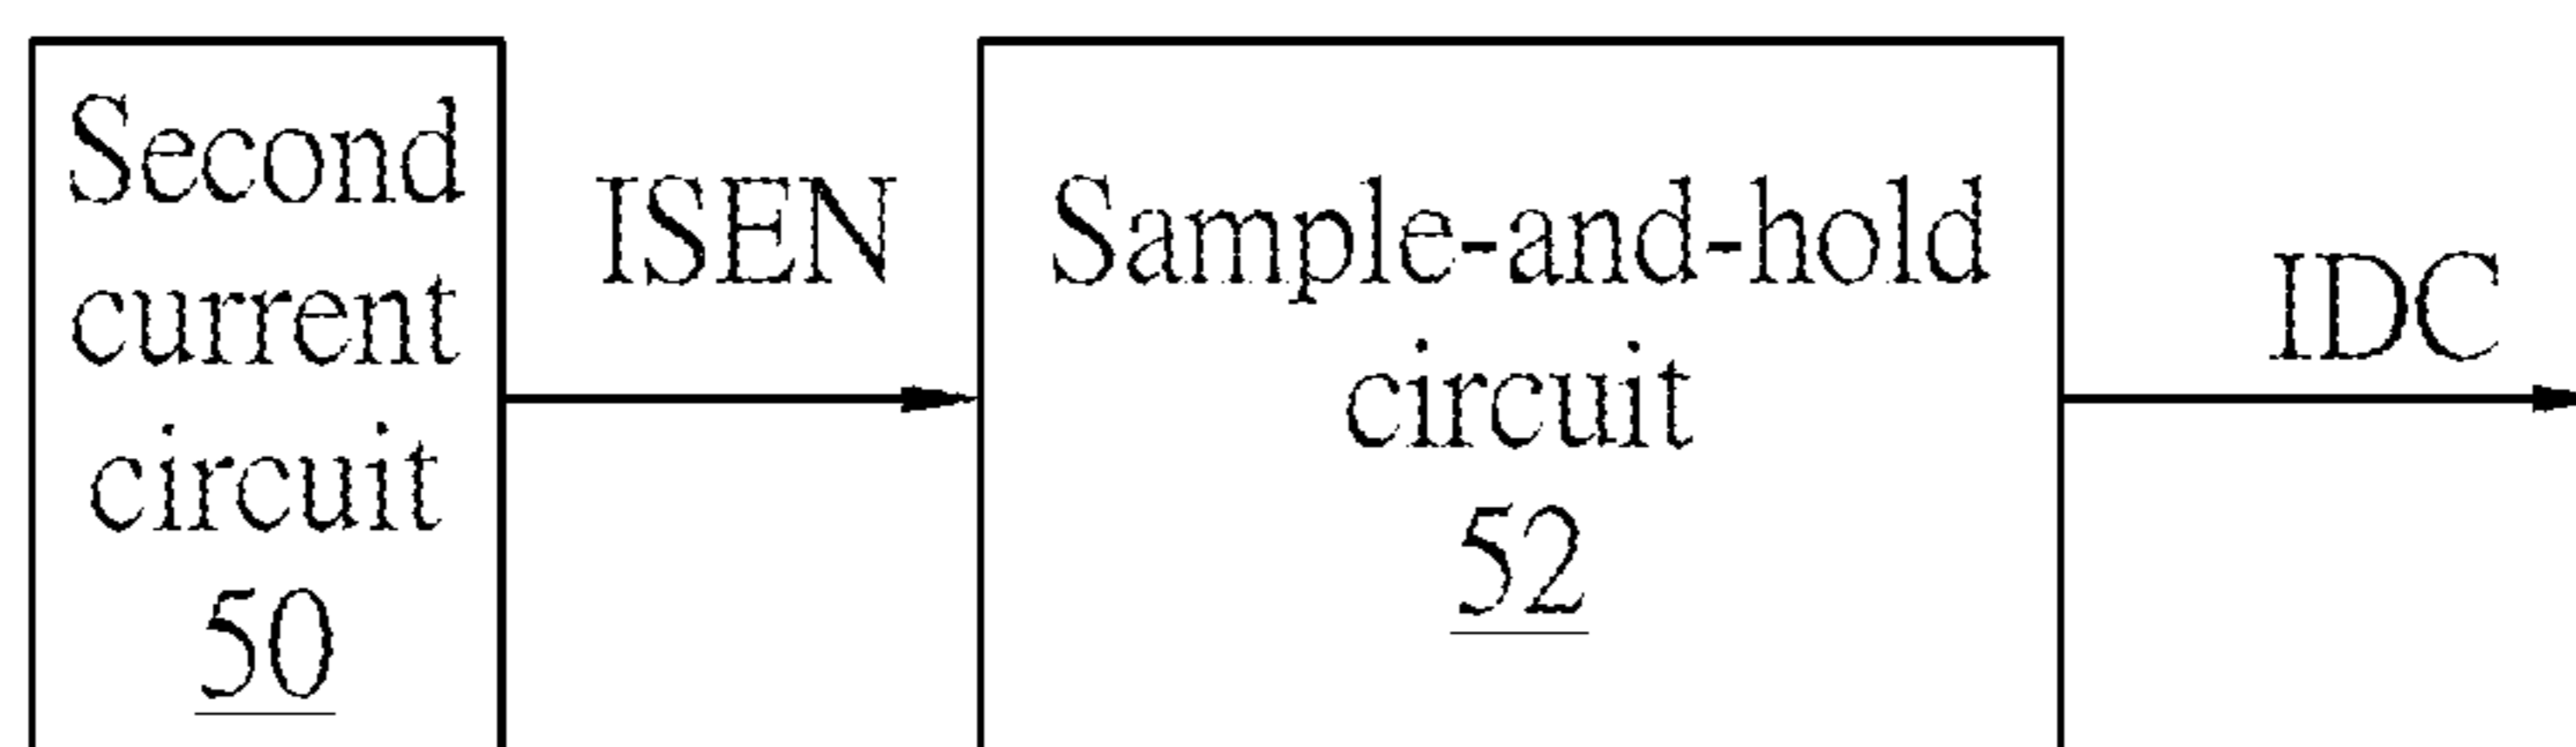 Second
current
circuit
50
ISEN
Sample-and-hold
circuit
52
IDC